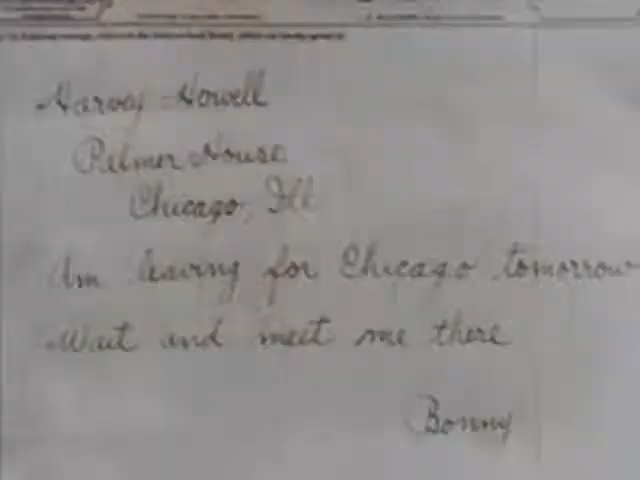 Harvey Howell
Palmer House
Chicago, Ill
Am leaving for Chicago tomorrow
Wait and meet me there
Bonny